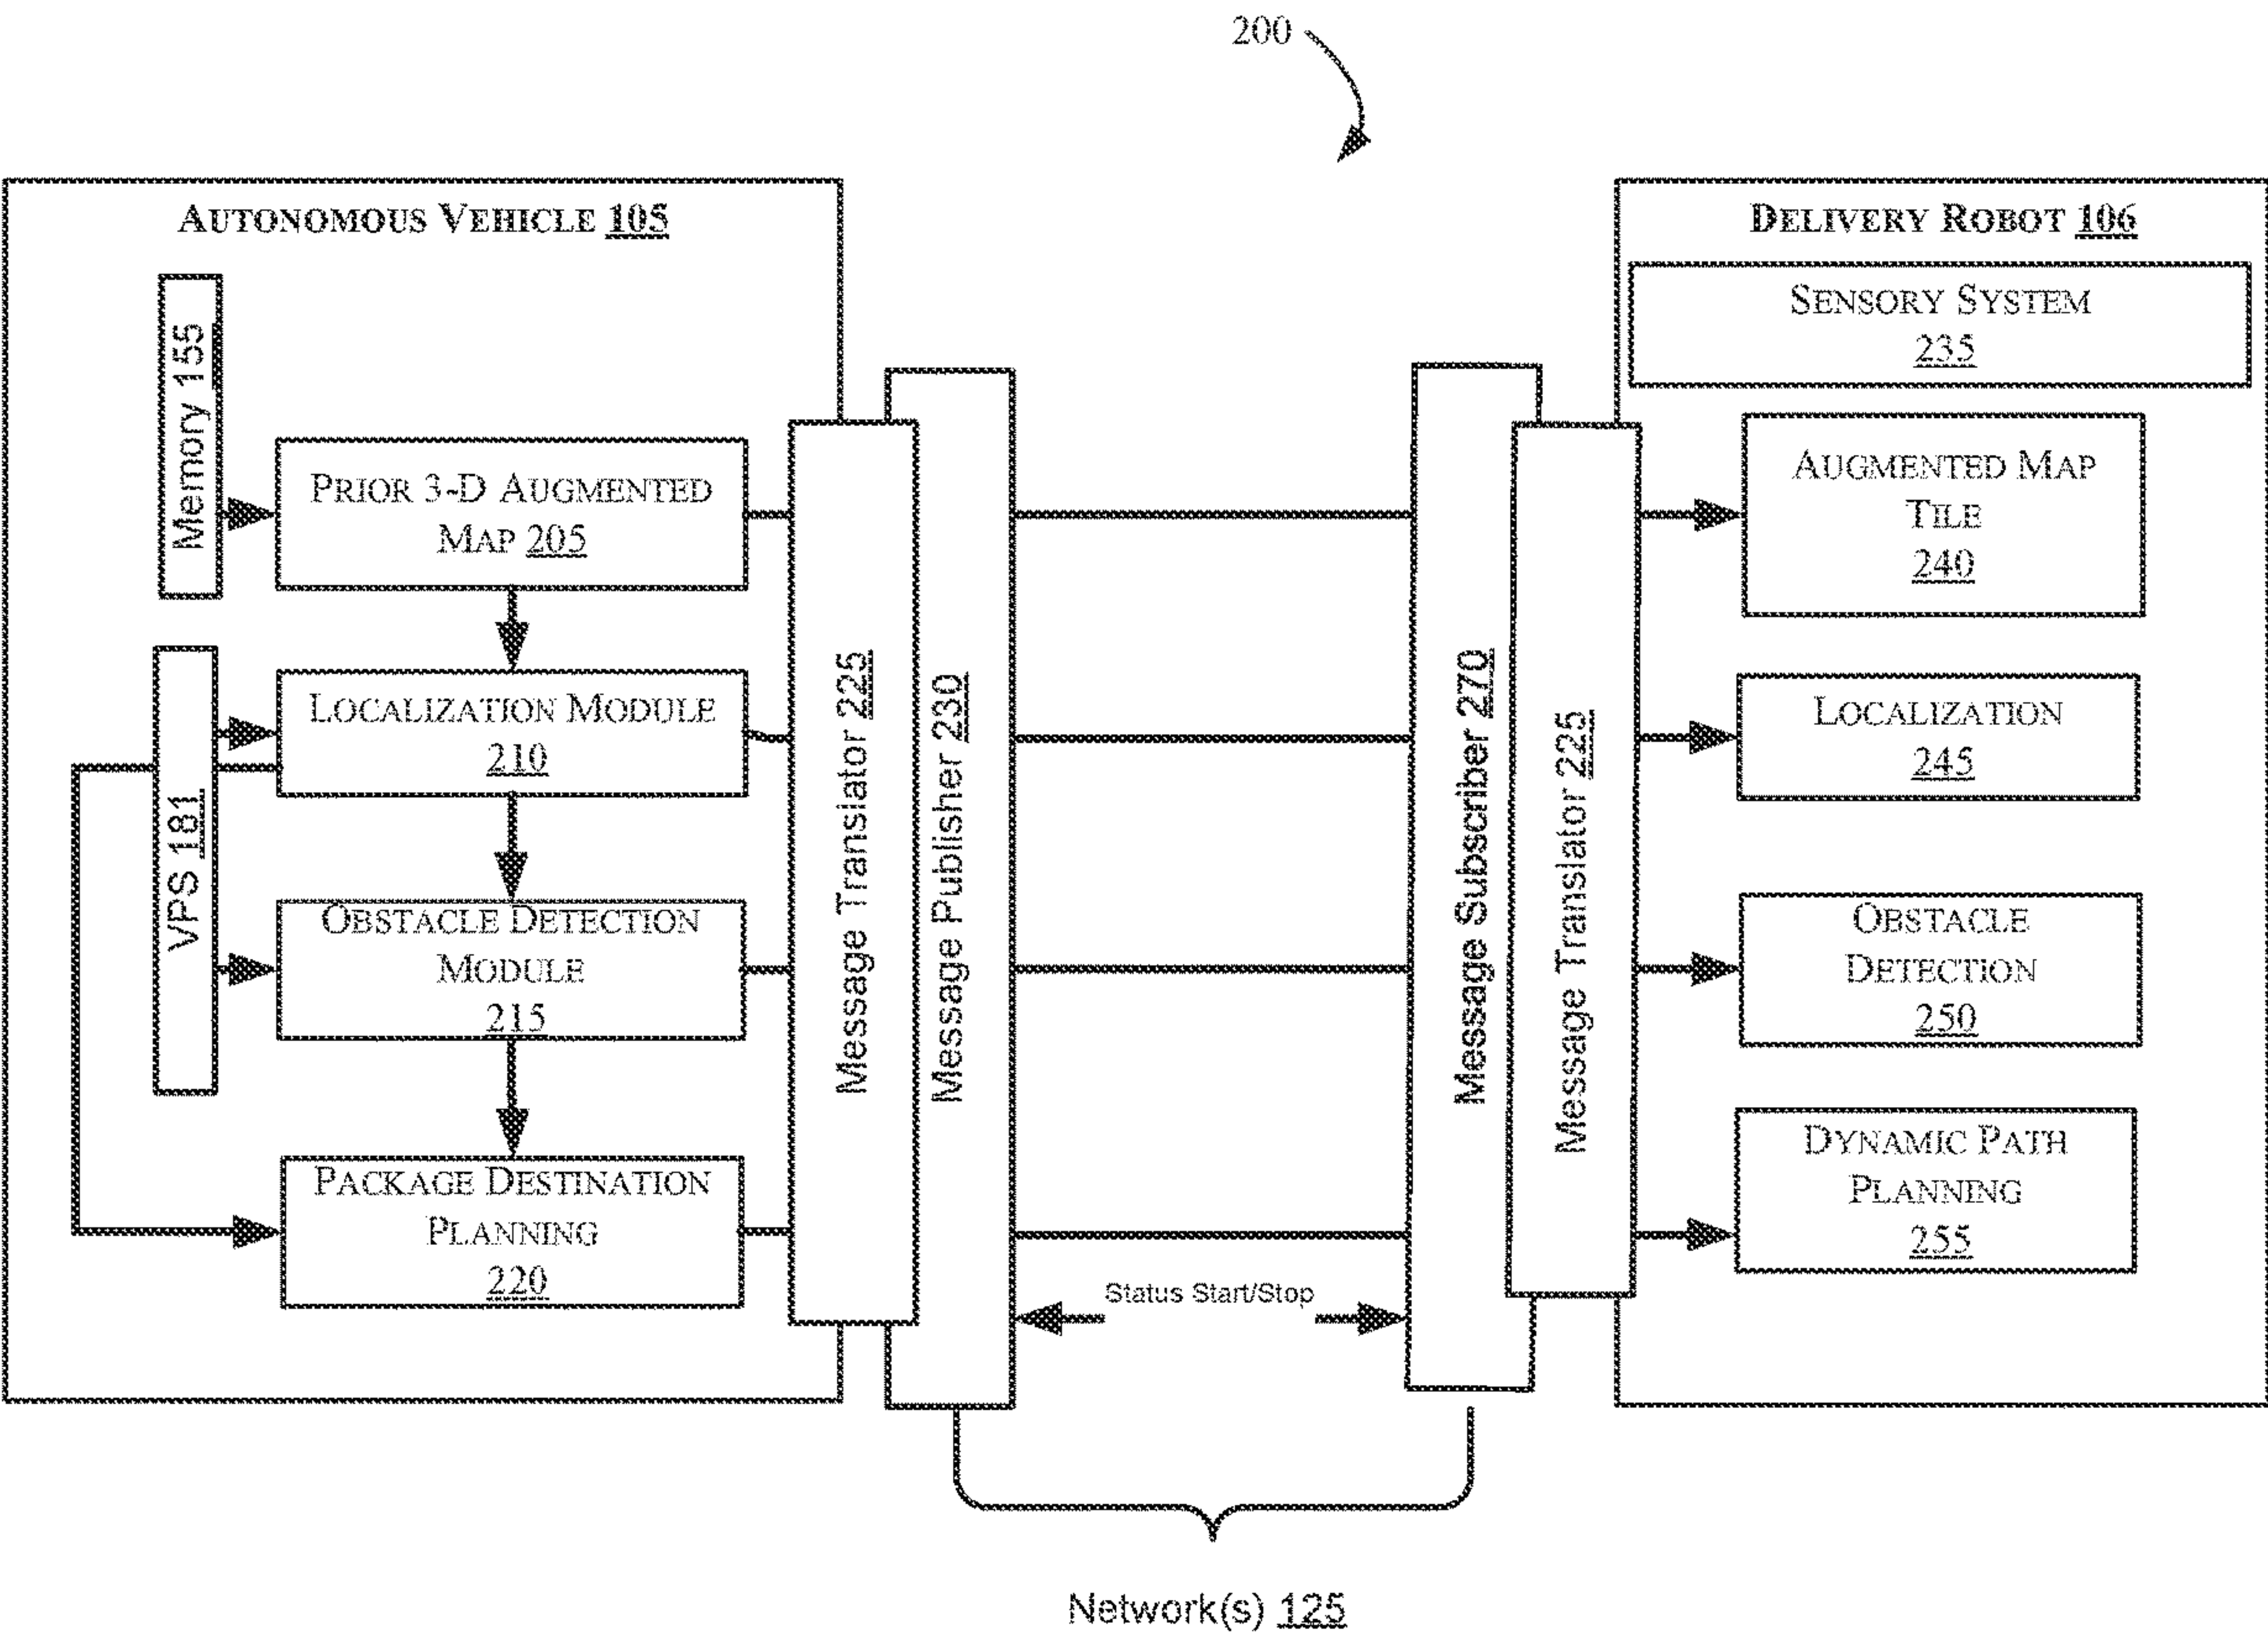 200
AUTONOMOUS VEHICLE 105
Memory 155
PRIOR 3-D AUGMENTED
MAP 205
VPS 181
LOCALIZATION MODULE
210
OBSTACLE DETECTION
MODULE
215
PACKAGE DESTINATION
PLANNING
220
Message Translator 225
Message Publisher 230
Status Start/Stop
Message Subscriber 270
Message Translator 225
DELIVERY ROBOT 106
SENSORY SYSTEM
235
AUGMENTED MAP
TILE
240
LOCALIZATION
245
OBSTACLE
DETECTION
250
DYNAMIC PATH
PLANNING
255
Network(s) 125